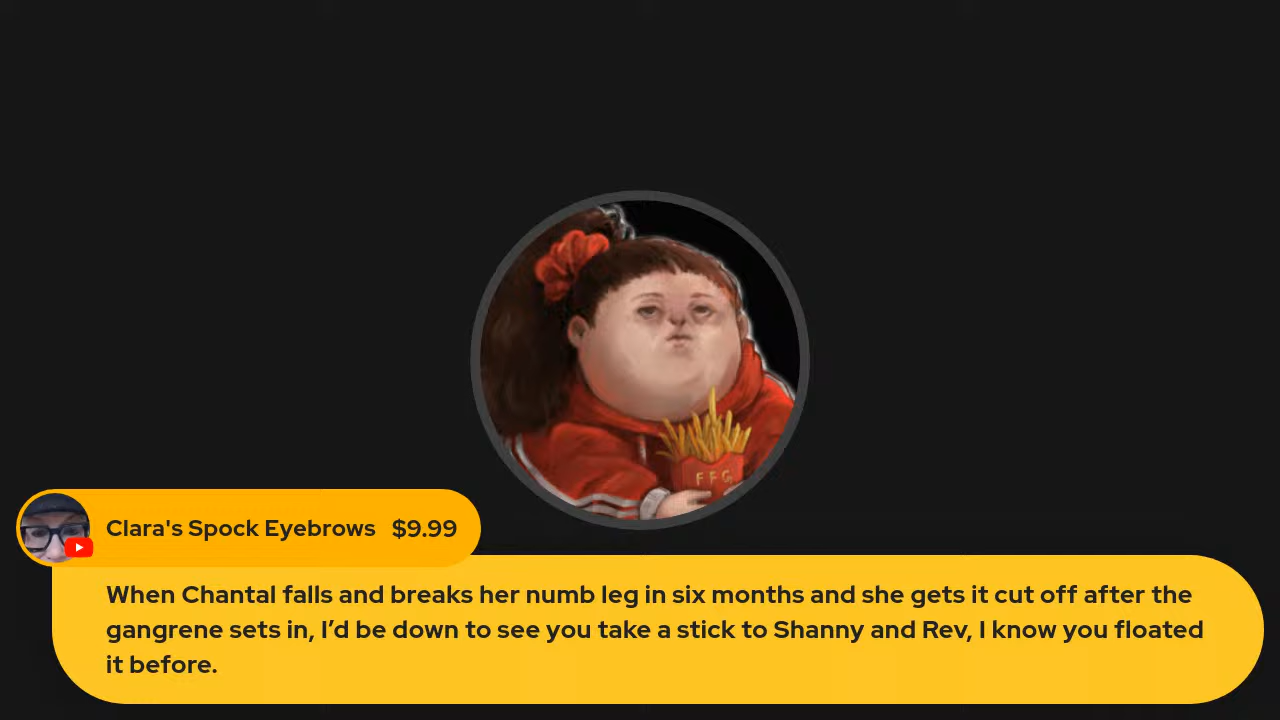 FFG
Clara's Spock Eyebrows $9.99
When Chantal falls and breaks her numb leg in six months and she gets it cut off after the
gangrene sets in, I’d be down to see you take a stick to Shanny and Rev, I know you floated
it before.